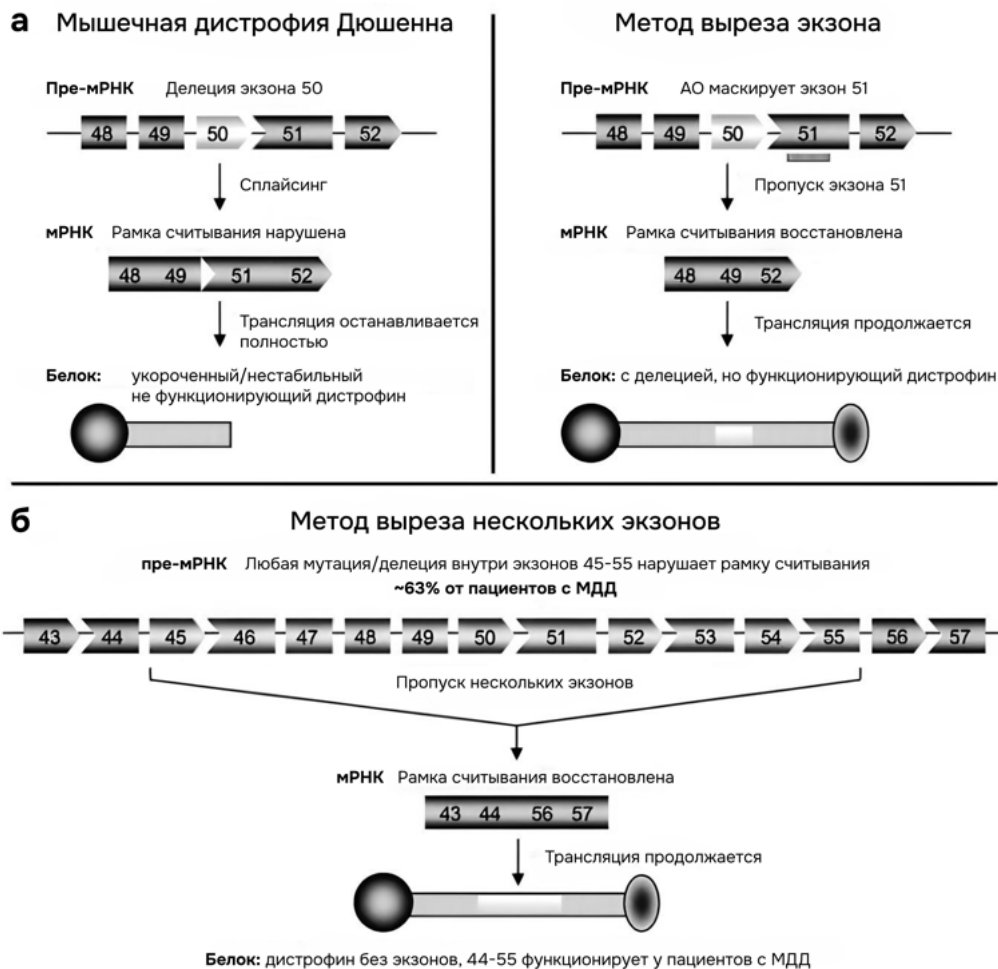 а Мышечная дистрофия Дюшенна
Пре-мРНК Делеция экзона 50
48 49 50 51 52
Сплайсинг
мРНК Рамка считывания нарушена
48 49 51 52
Трансляция останавливается
полностью
Белок: укороченный/нестабильный
не функционирующий дистрофин
Метод выреза экзона
Пре-мРНК АО маскирует экзон 51
48 49 50 51 52
Пропуск экзона 51
мРНК Рамка считывания восстановлена
48 49 52
Трансляция продолжается
Белок: с делецией, но функционирующий дистрофин
б Метод выреза нескольких экзонов
пре-мРНК Любая мутация/делеция внутри экзонов 45-55 нарушает рамку считывания
~63% от пациентов с МДД
43 44 45 46 47 48 49 50 51 52 53 54 55 56 57
Пропуск нескольких экзонов
мРНК Рамка считывания восстановлена
43 44 56 57
Трансляция продолжается
Белок: дистрофин без экзонов, 44-55 функционирует у пациентов с МДД